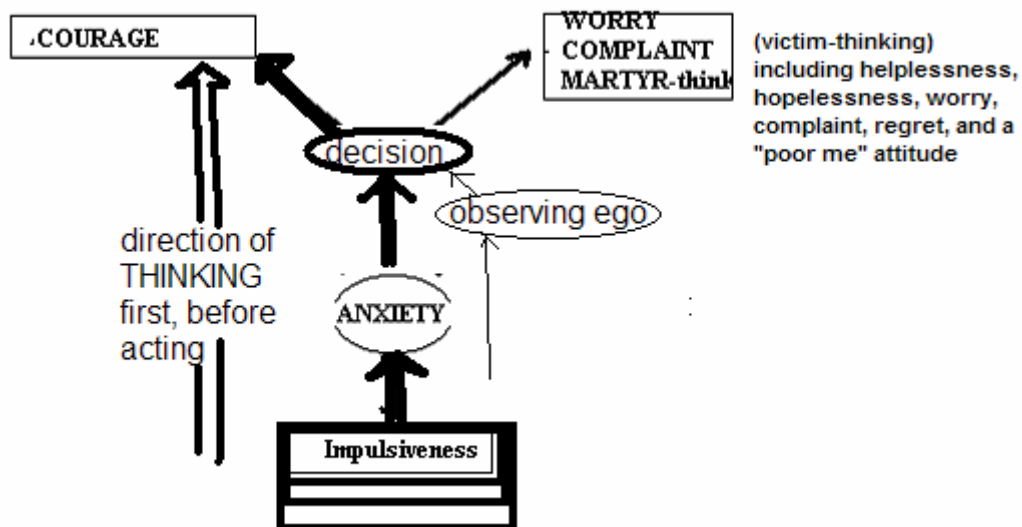 .COURAGE
WORRY
COMPLAINT
MARTYR-think
(victim-thinking)
including helplessness,
hopelessness, worry,
complaint, regret, and a
"poor me" attitude
decision
observing ego
direction of
THINKING
first, before
acting
ANXIETY
Impulsiveness